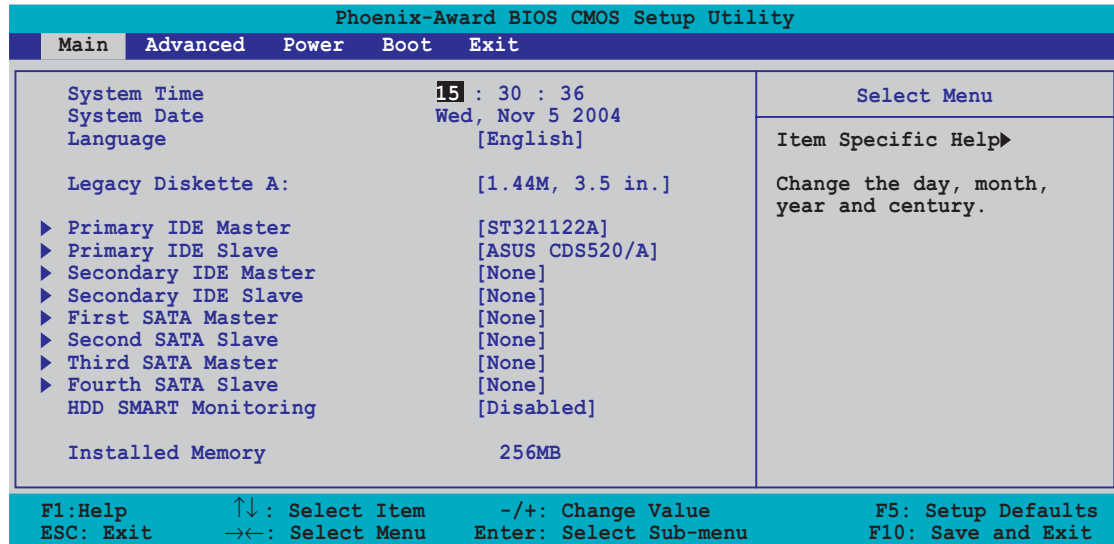 Phoenix-Award BIOS CMOS Setup Utility
Main Advanced Power Boot Exit
System Time 15 : 30 : 36
System Date Wed, Nov 5 2004
Language [English]
Legacy Diskette A: [1.44M, 3.5 in.]
Primary IDE Master [ST321122A]
Primary IDE Slave [ASUS CDS520/A]
Secondary IDE Master [None]
Secondary IDE Slave [None]
First SATA Master [None]
Second SATA Slave [None]
Third SATA Master [None]
Fourth SATA Slave [None]
HDD SMART Monitoring [Disabled]
Installed Memory 256MB
Select Menu
Item Specific Help
Change the day, month,
year and century.
F1:Help ↑↓: Select Item -/+: Change Value F5: Setup Defaults
ESC: Exit →←: Select Menu Enter: Select Sub-menu F10: Save and Exit